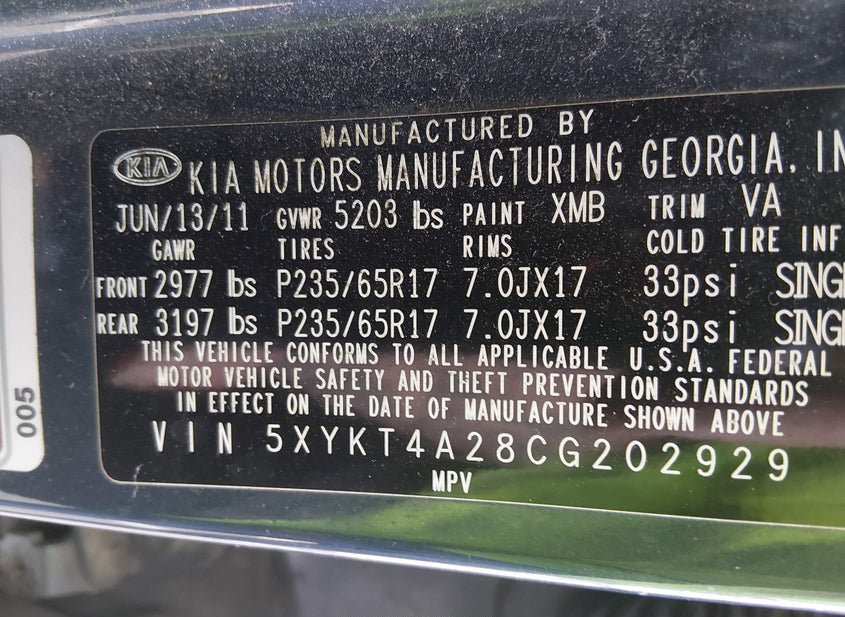 MANUFACTURED BY
KIA KIA MOTORS MANUFACTURING GEORGIA, IN
JUN/13/11 GVWR 5203 lbs PAINT XMB TRIM VA
GAWR TIRES RIMS COLD TIRE INF
FRONT 2977 lbs P235/65R17 7.0JX17 33psi SINGL
REAR 3197 lbs P235/65R17 7.0JX17 33psi SINGL
THIS VEHICLE CONFORMS TO ALL APPLICABLE U.S.A. FEDERAL
MOTOR VEHICLE SAFETY AND THEFT PREVENTION STANDARDS
IN EFFECT ON THE DATE OF MANUFACTURE SHOWN ABOVE
VIN 5XYKT4A28CG202929
MPV
005